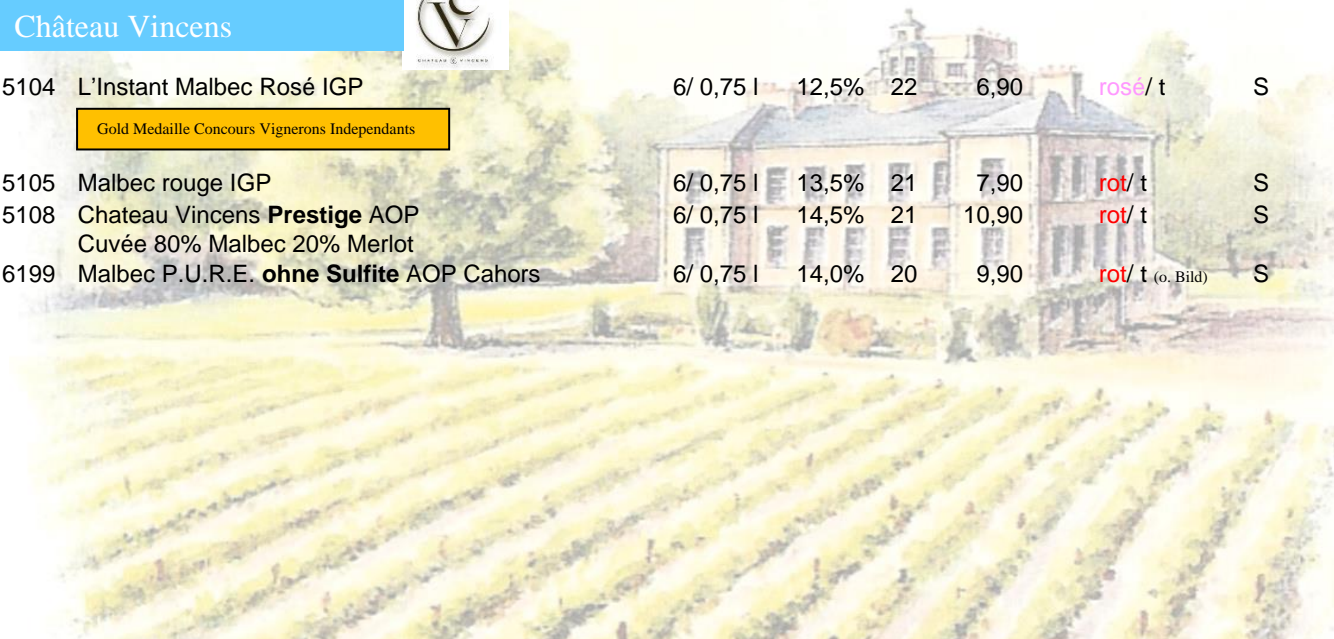 Château Vincens
VC
CHATEAU VINCENS
5104 L’Instant Malbec Rosé IGP 6/ 0,75 l 12,5% 22 6,90 rosé/ t S
Gold Medaille Concours Vignerons Independants
5105 Malbec rouge IGP 6/ 0,75 l 13,5% 21 7,90 rot/ t S
5108 Chateau Vincens Prestige AOP 6/ 0,75 l 14,5% 21 10,90 rot/ t S
Cuvée 80% Malbec 20% Merlot
6199 Malbec P.U.R.E. ohne Sulfite AOP Cahors 6/ 0,75 l 14,0% 20 9,90 rot/ t (o. Bild) S